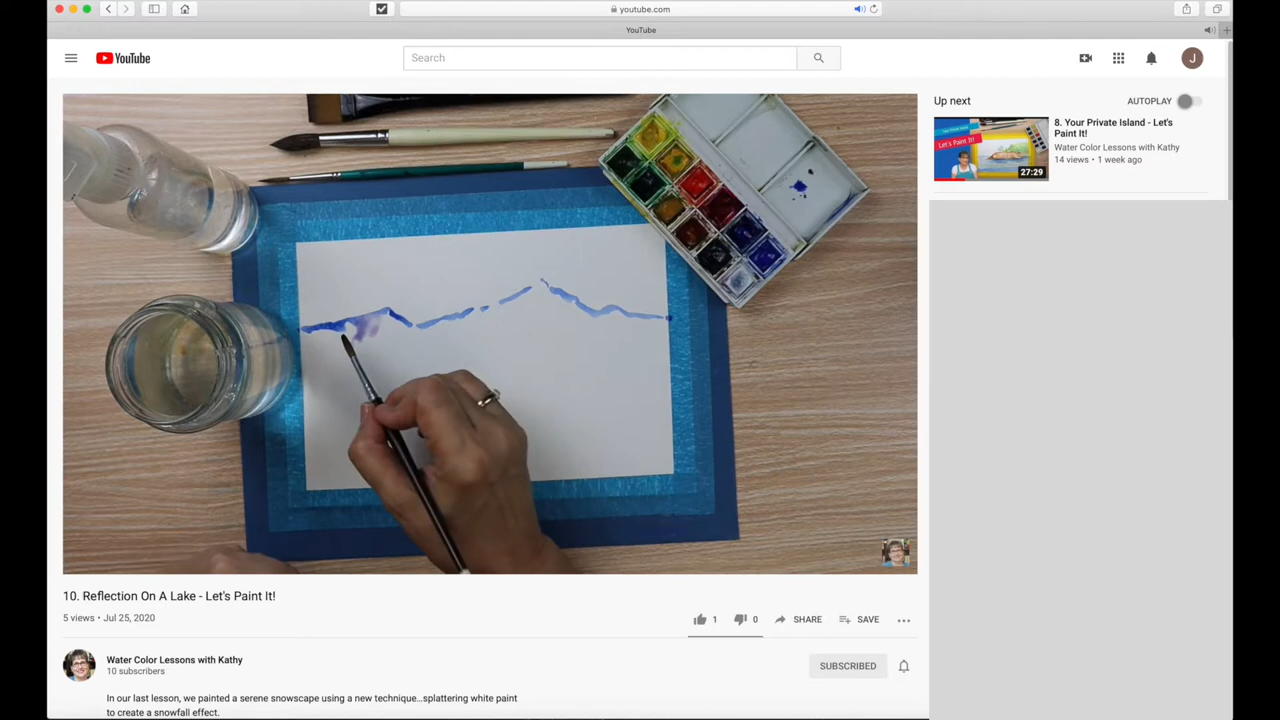 youtube.com
YouTube
YouTube
Search
J
Up next
AUTOPLAY
8. Your Private Island - Let's
Paint It!
Water Color Lessons with Kathy
14 views • 1 week ago
Let's Paint It!
27:29
10. Reflection On A Lake - Let's Paint It!
5 views • Jul 25, 2020
1
0
SHARE
SAVE
Water Color Lessons with Kathy
10 subscribers
SUBSCRIBED
In our last lesson, we painted a serene snowscape using a new technique...splattering white paint
to create a snowfall effect.